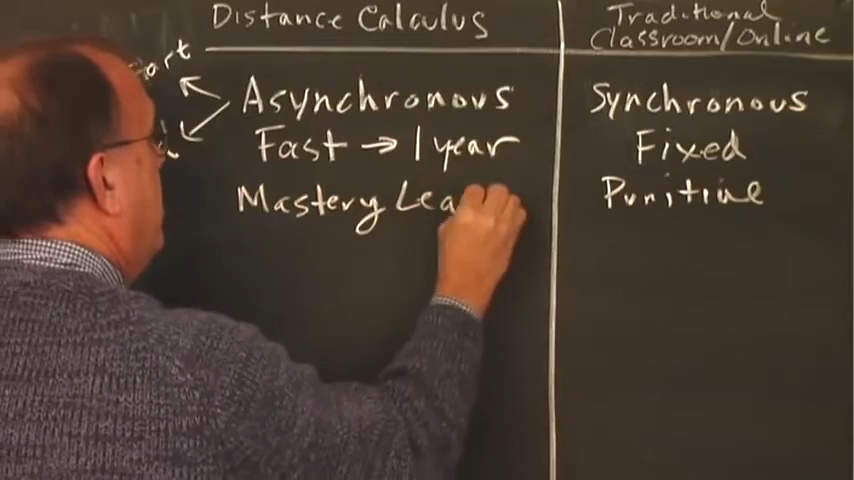 Distance Calculus
Traditional
Classroom/Online
Asynchronous
Synchronous
Fast → 1 year
Fixed
Mastery Lea
Punitive